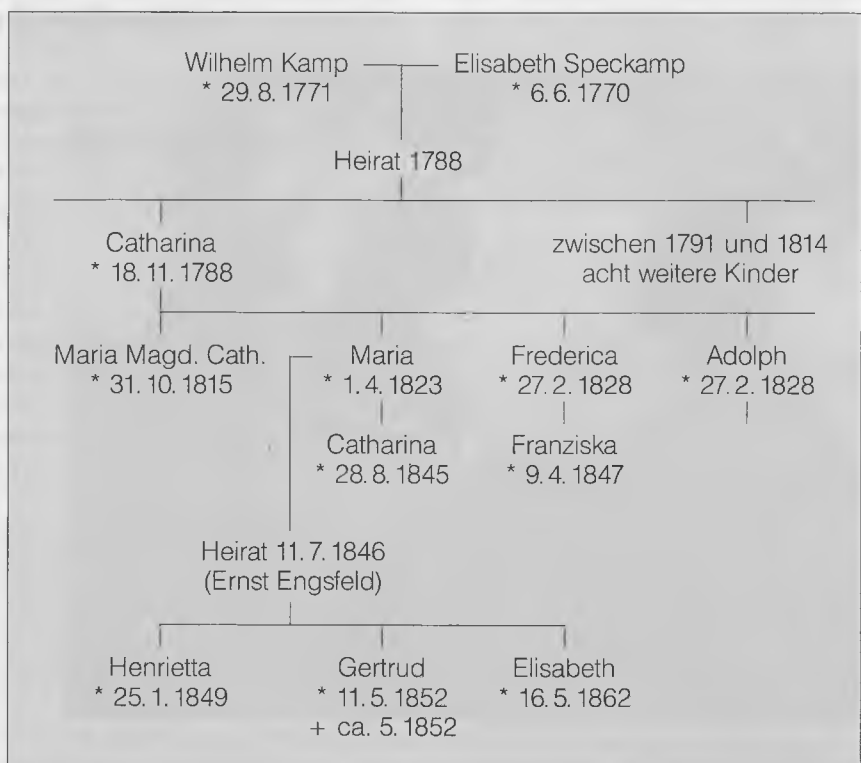 Wilhelm Kamp Elisabeth Speckamp
* 29. 8. 1771 * 6. 6. 1770
Heirat 1788
Catharina zwischen 1791 und 1814
* 18. 11. 1788 acht weitere Kinder
Maria Magd. Cath. Maria Frederica Adolph
* 31. 10. 1815 * 1. 4. 1823 * 27. 2. 1828 * 27. 2. 1828
Catharina Franziska
* 28. 8. 1845 * 9. 4. 1847
Heirat 11. 7. 1846
(Ernst Engsfeld)
Henrietta Gertrud Elisabeth
* 25. 1. 1849 * 11. 5. 1852 * 16. 5. 1862
+ ca. 5. 1852